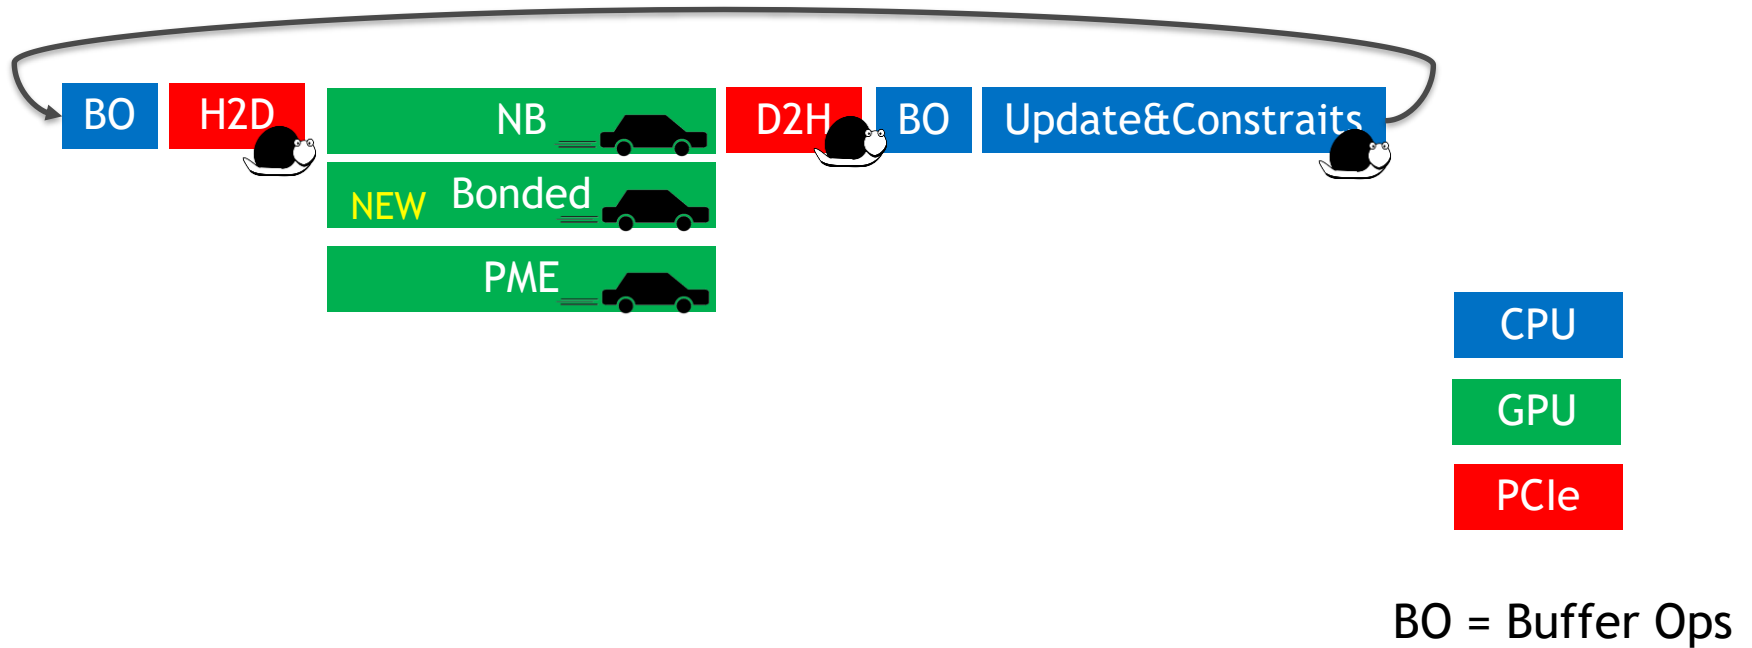 BO
H2D
NB
D2H
BO
Update&Constraits
NEW
Bonded
PME
CPU
GPU
PCIe
BO = Buffer Ops